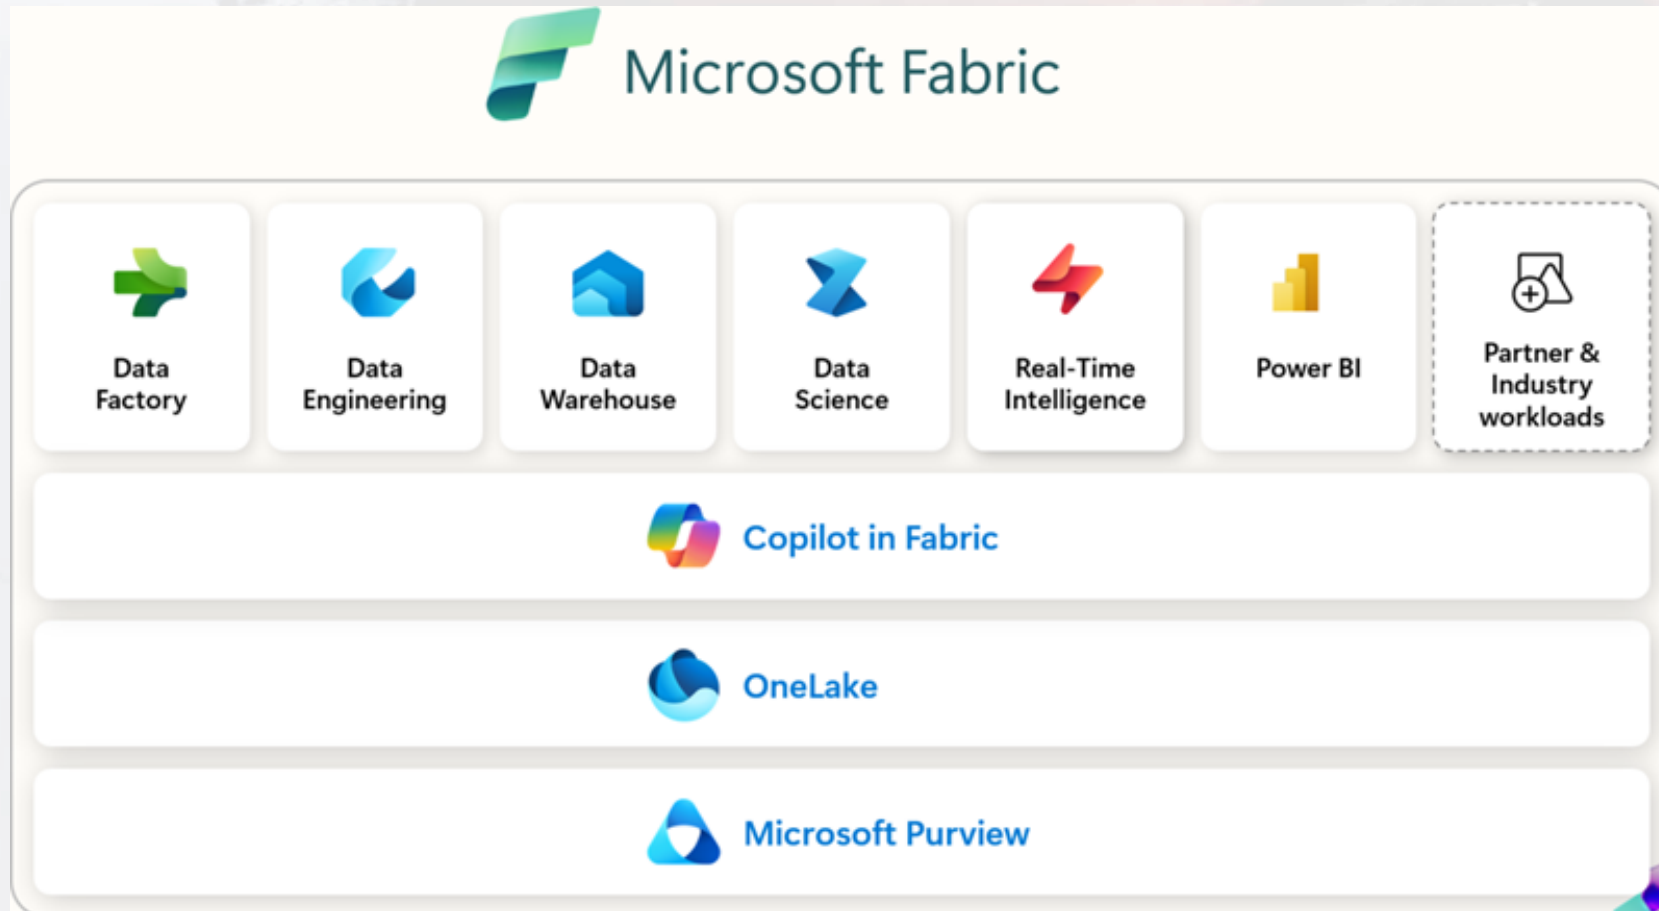 Microsoft Fabric
Data
Factory
Data
Engineering
Data
Warehouse
Data
Science
Real-Time
Intelligence
Power BI
Partner &
Industry
workloads
Copilot in Fabric
OneLake
Microsoft Purview